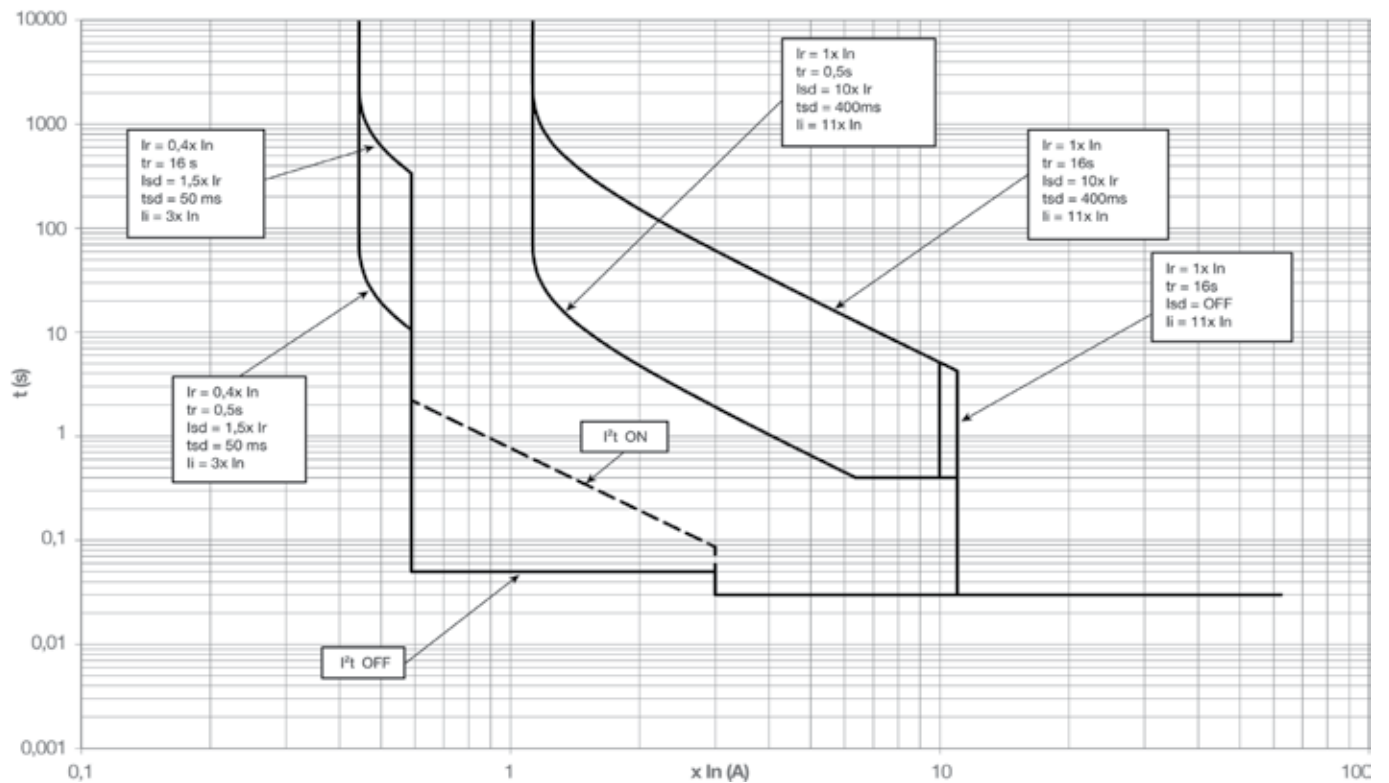 10000
1000
100
10
1
0,1
0,01
0,001
t (s)
0,1
1
x In (A)
10
100
Ir = 0,4x In
tr = 16 s
Isd = 1,5x Ir
tsd = 50 ms
Ii = 3x In
Ir = 0,4x In
tr = 0,5s
Isd = 1,5x Ir
tsd = 50 ms
Ii = 3x In
Ir = 1x In
tr = 0,5s
Isd = 10x Ir
tsd = 400ms
Ii = 11x In
Ir = 1x In
tr = 16s
Isd = 10x Ir
tsd = 400ms
Ii = 11x In
Ir = 1x In
tr = 16s
Isd = OFF
Ii = 11x In
I²t ON
I²t OFF